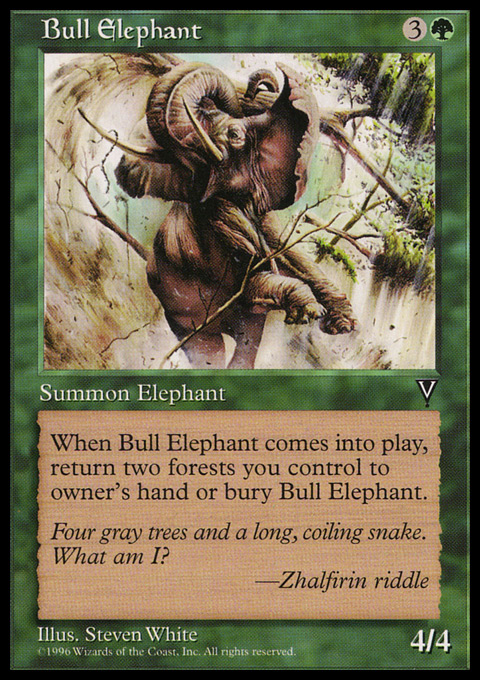 Bull Elephant 3
Summon Elephant V
When Bull Elephant comes into play,
return two forests you control to
owner's hand or bury Bull Elephant.
Four gray trees and a long, coiling snake.
What am I?
—Zhalfirin riddle
Illus. Steven White
©1996 Wizards of the Coast, Inc. All rights reserved.
4/4